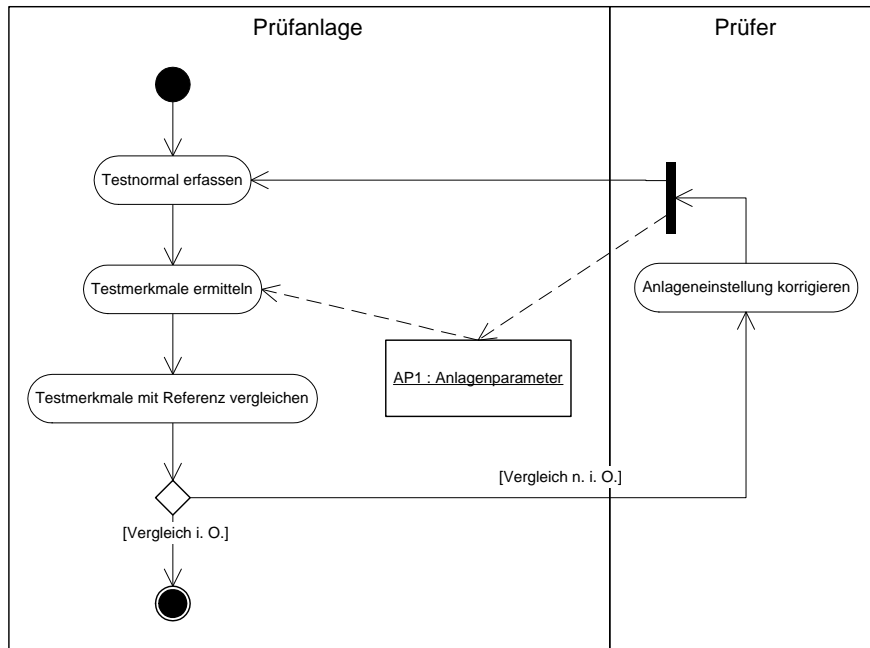 Prüfanlage
Prüfer
Testnormal erfassen
Testmerkmale ermitteln
Anlageneinstellung korrigieren
AP1 : Anlagenparameter
Testmerkmale mit Referenz vergleichen
[Vergleich n. i. O.]
[Vergleich i. O.]